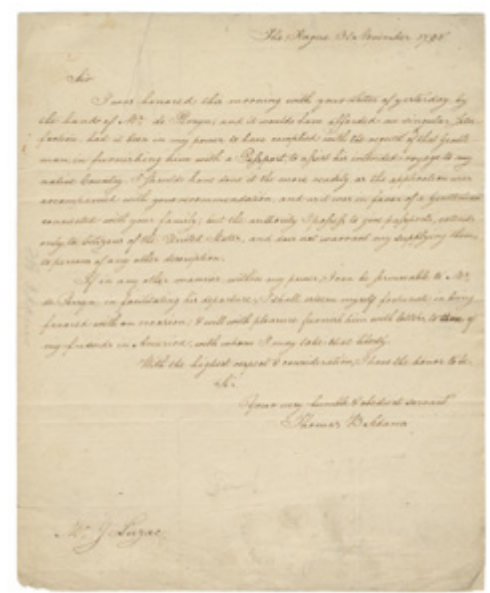 The Hague 3 November 179
Sir
I was honored this morning with your letter of yesterday by
the hands of Mr. de and it would have afforded me singular Satis-
faction, had it been in my power to have complied with the request of that Gentle-
man in furnishing him with a Passport, to assist his intended voyage to my
native Country. I should have done it the more readily as the application was
accompanied with your recommendation, and as it was in favor of a Gentleman
connected with your family; but the authority I possess to give passports, extends
only to Citizens of the United States, and does not warrant my supplying them
to persons of any other description.
If in any other manner, within my power, I can be serviceable to Mr.
de in facilitating his departure, I shall esteem myself fortunate in being
favored with an occasion; & will with pleasure furnish him with letters to those of
my friends in America, with whom I may take that liberty.
With the highest respect & consideration, I have the honor to be
Sir
Your very humble & obedient servant
Thomas B Adams
Mr. J Luzac